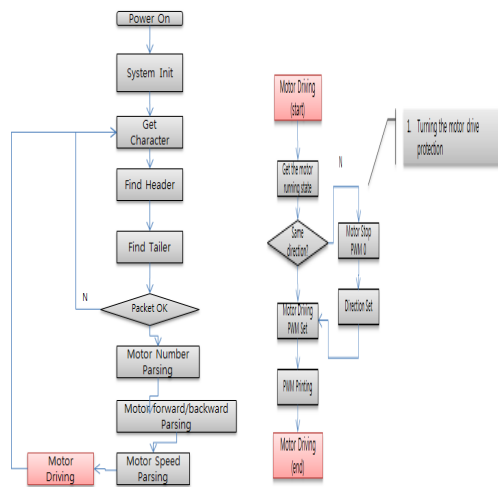 Power On
System Init
Get
Character
Find Header
Find Tailer
Packet OK
N
Motor Number
Parsing
Motor forward/backward
Parsing
Motor Speed
Parsing
Motor
Driving
Motor Driving
(start)
Get the motor
running state
Same
direction?
N
Motor Stop
PWM 0
Direction Set
Motor Driving
PWM Set
PWM Printing
Motor Driving
(end)
1. Turning the motor drive
protection